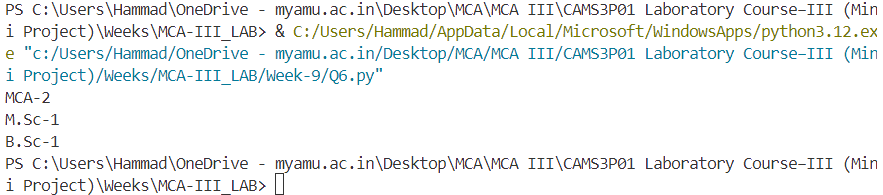 PS C:\Users\Hammad\OneDrive - myamu.ac.in\Desktop\MCA\MCA III\CAMS3P01 Laboratory Course–III (Min
i Project)\Weeks\MCA-III_LAB> & C:/Users/Hammad/AppData/Local/Microsoft/WindowsApps/python3.12.ex
e "c:/Users/Hammad/OneDrive - myamu.ac.in/Desktop/MCA/MCA III/CAMS3P01 Laboratory Course–III (Min
i Project)/Weeks/MCA-III_LAB/Week-9/Q6.py"
MCA-2
M.Sc-1
B.Sc-1
PS C:\Users\Hammad\OneDrive - myamu.ac.in\Desktop\MCA\MCA III\CAMS3P01 Laboratory Course–III (Min
i Project)\Weeks\MCA-III_LAB>